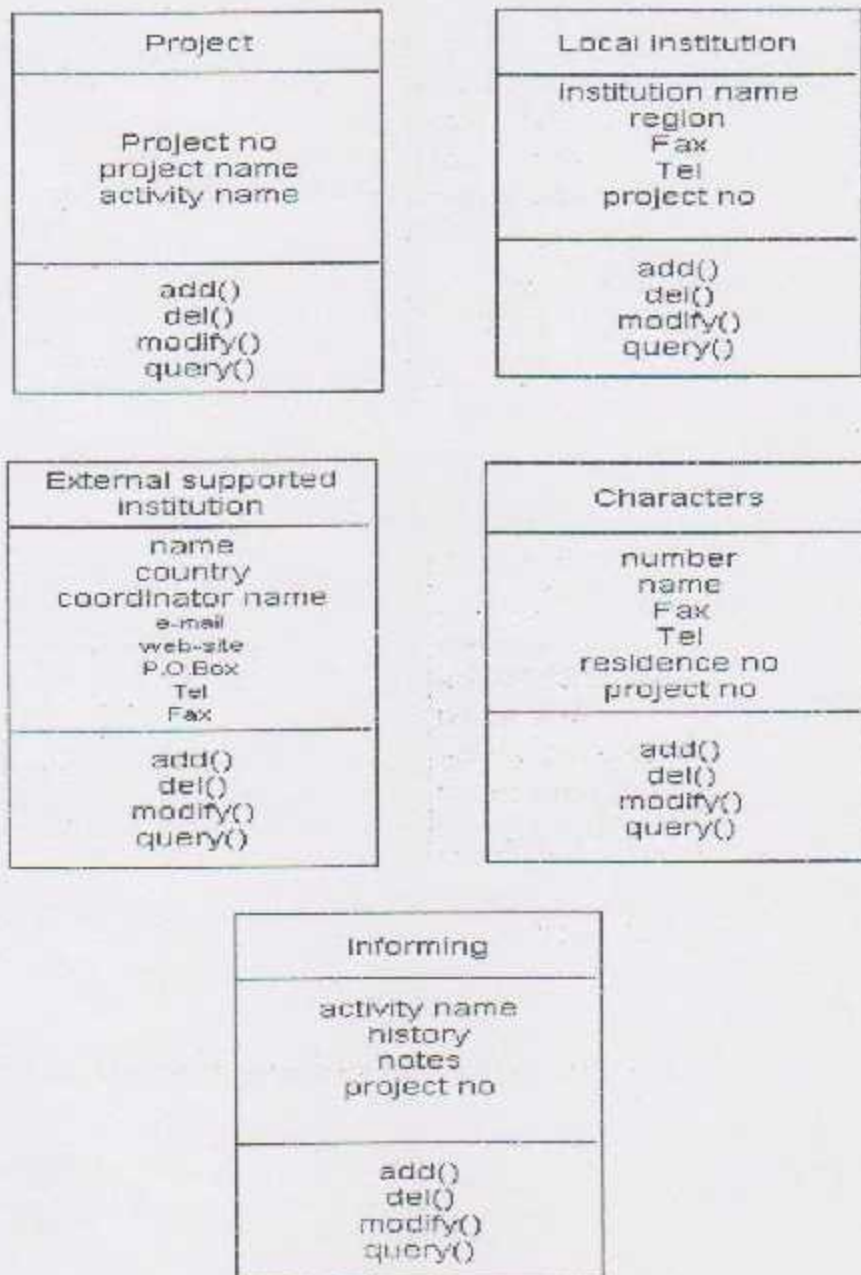 Project
Project no
project name
activity name
add()
del()
modify()
query()
Local institution
institution name
region
Fax
Tel
project no
add()
del()
modify()
query()
External supported
institution
name
country
coordinator name
e-mail
web-site
P.O.Box
Tel
Fax
add()
del()
modify()
query()
Characters
number
name
Fax
Tel
residence no
project no
add()
del()
modify()
query()
Informing
activity name
history
notes
project no
add()
del()
modify()
query()